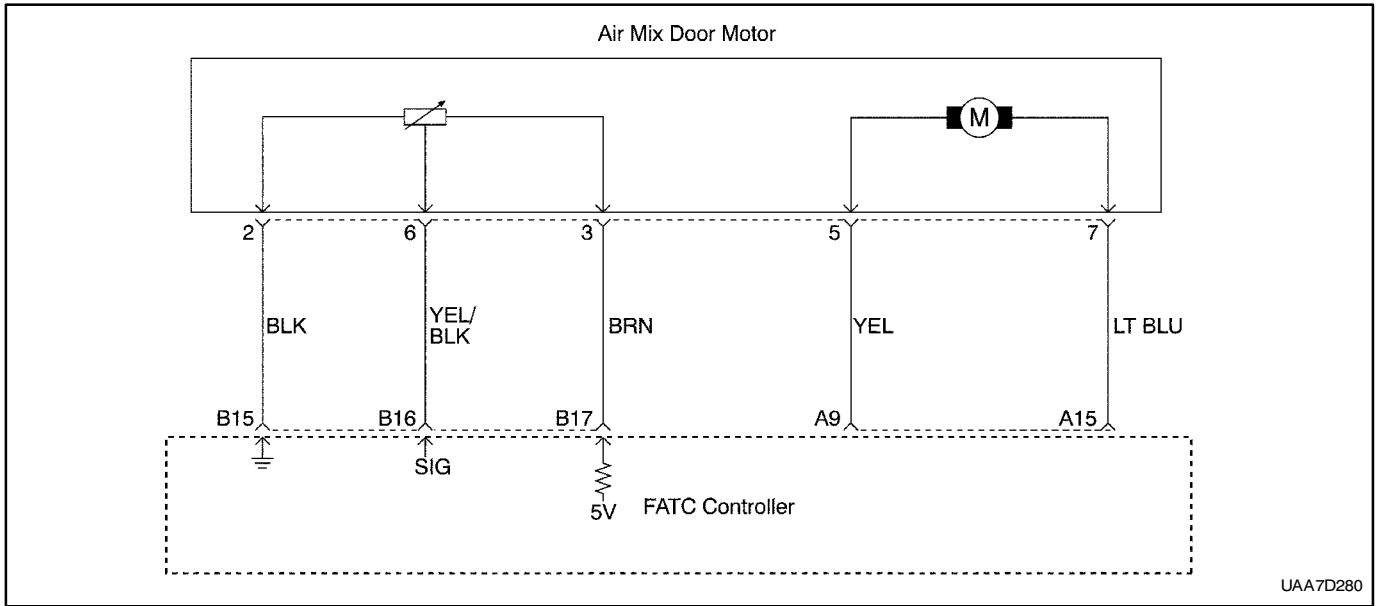 Air Mix Door Motor
M
2 6 3 5 7
BLK YEL/ BRN YEL LT BLU
BLK
B15 B16 B17 A9 A15
SIG
5V FATC Controller
UAA7D280